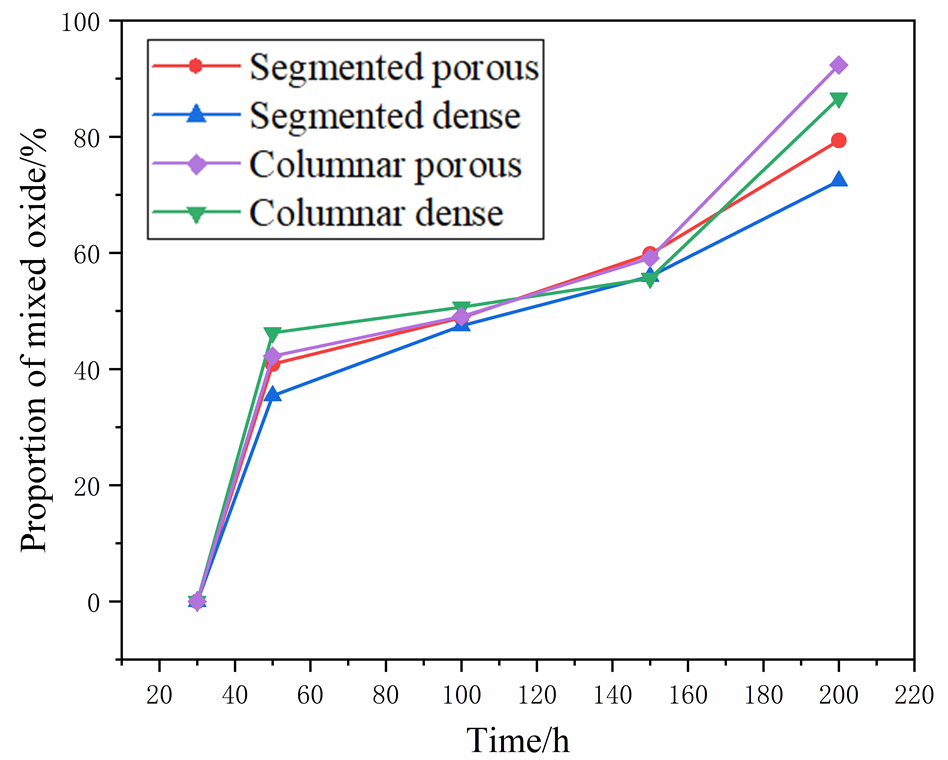 100
80
60
40
20
0
Proportion of mixed oxide/%
Segmented porous
Segmented dense
Columnar porous
Columnar dense
20 40 60 80 100 120 140 160 180 200 220
Time/h